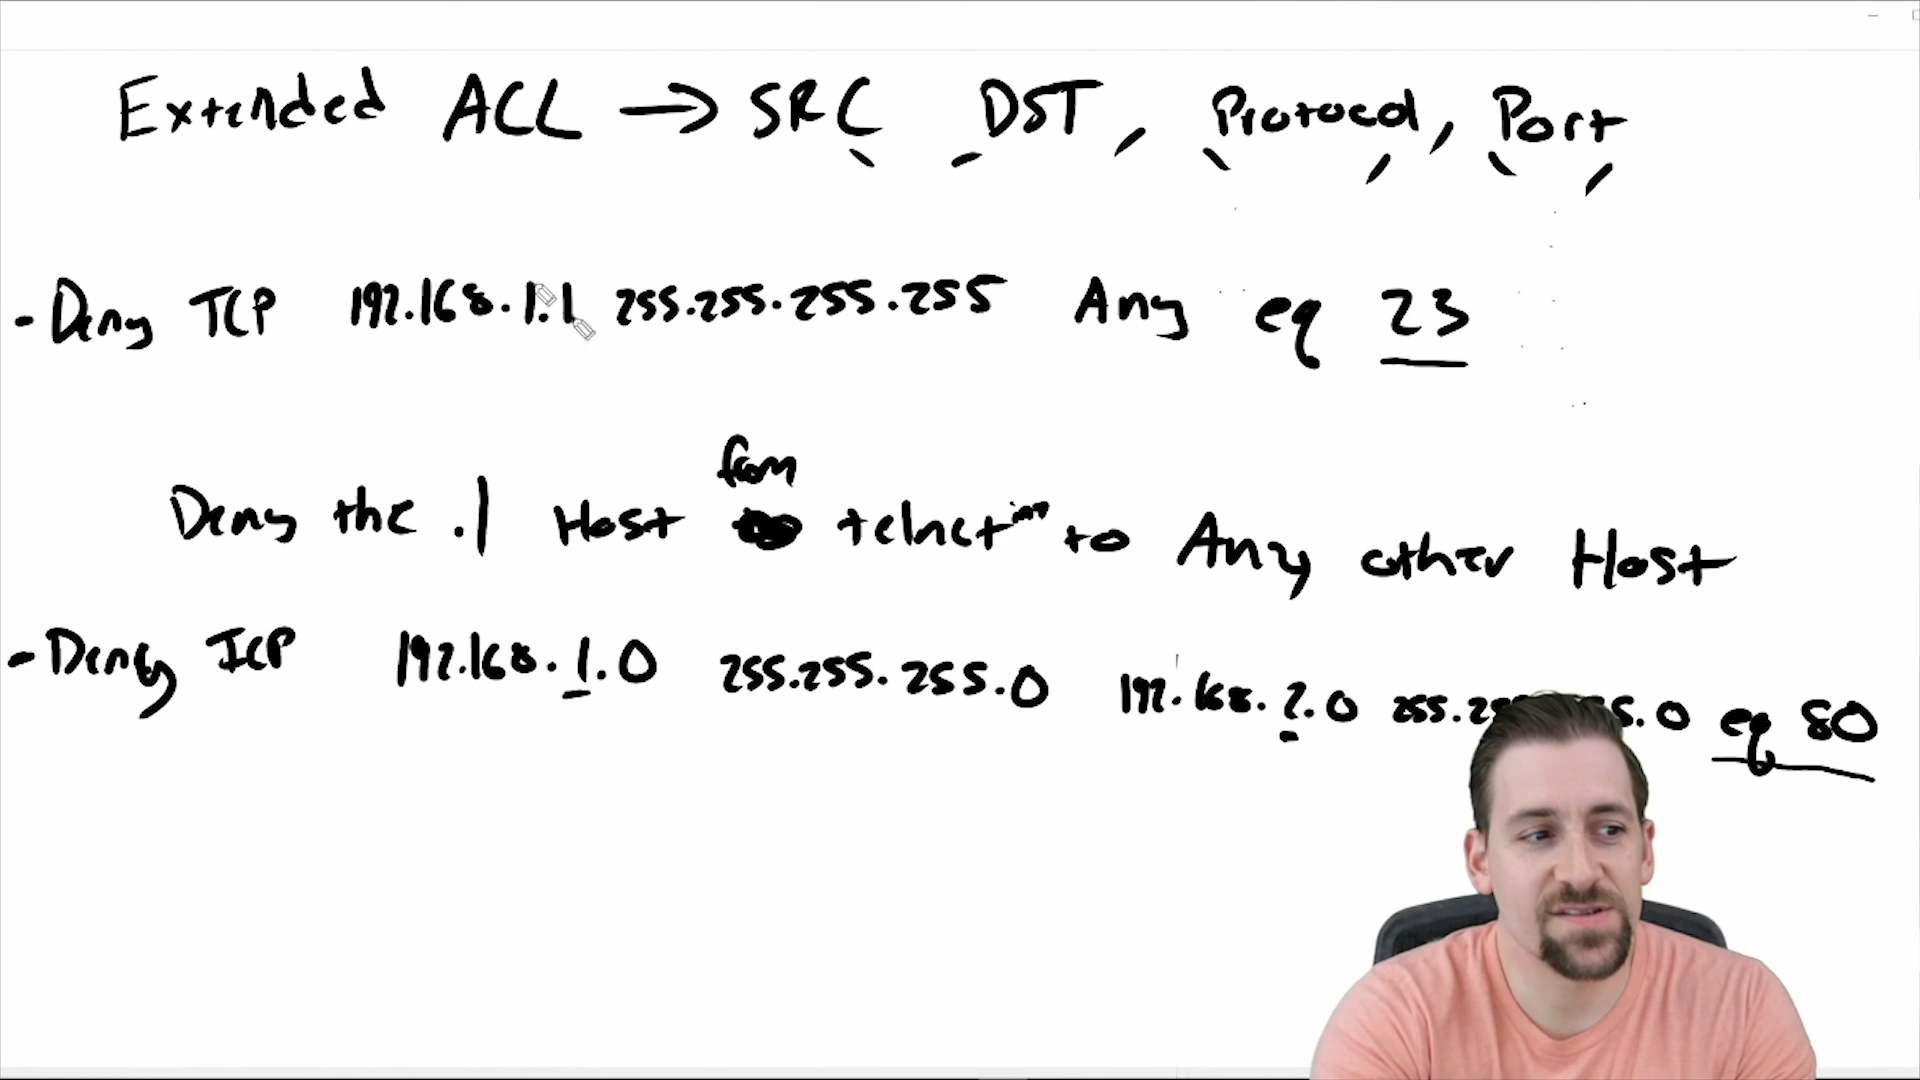 Extended ACL → SRC DST, Protocol, Port
- Deny TCP 192.168.1.1 255.255.255.255 Any eq 23
from
Deny the .1 Host telnet to Any other Host
- Deny TCP 192.168.1.0 255.255.255.0 192.168.2.0 255.25 5.0 eq 80